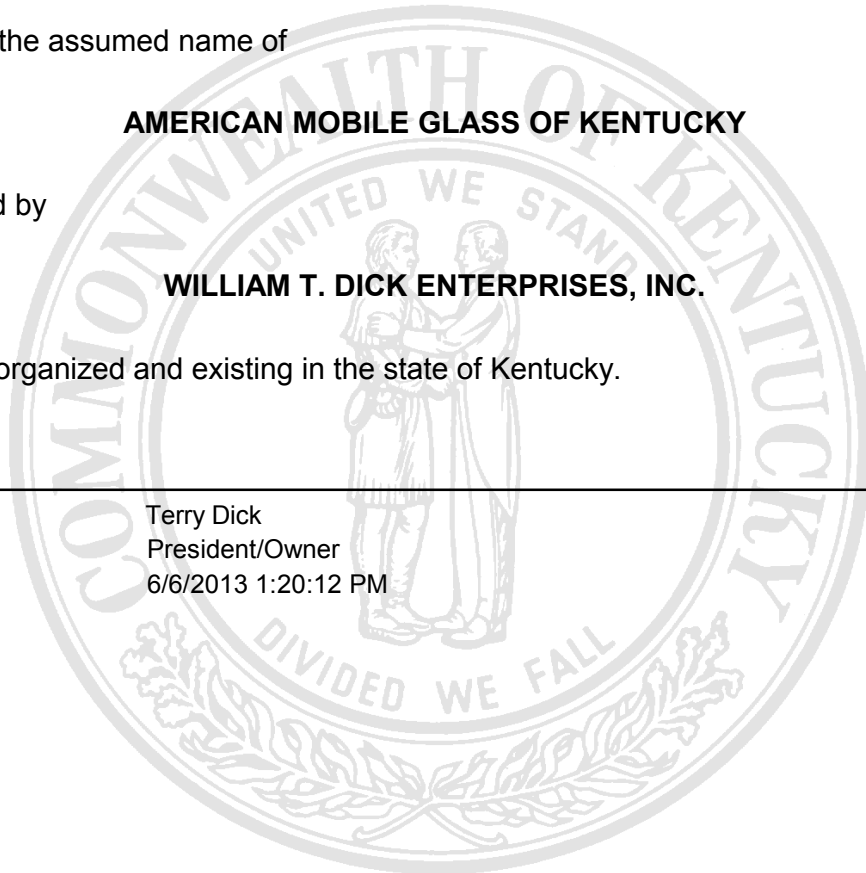 the assumed name of
AMERICAN MOBILE GLASS OF KENTUCKY
d by
WILLIAM T. DICK ENTERPRISES, INC.
organized and existing in the state of Kentucky.
Terry Dick
President/Owner
6/6/2013 1:20:12 PM
COMMONWEALTH OF KENTUCKY
UNITED WE STAND
DIVIDED WE FALL